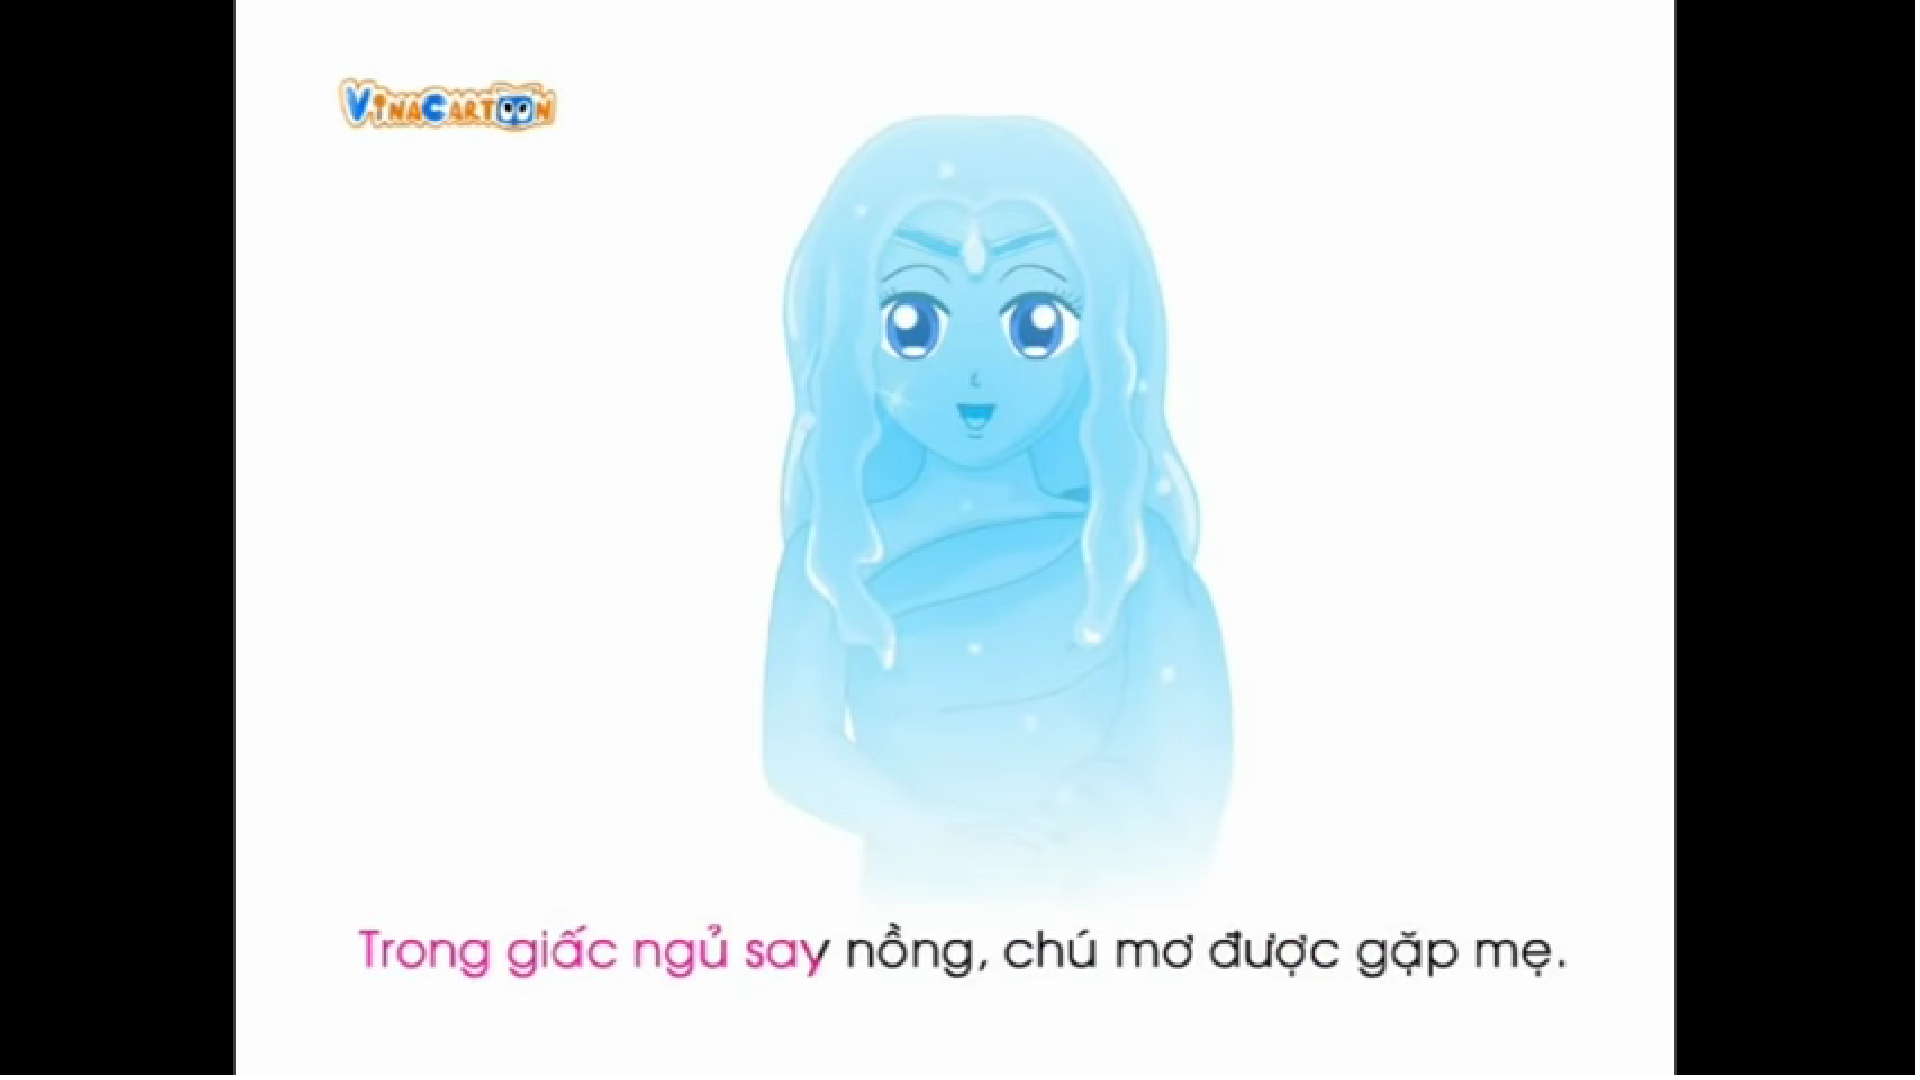 VINACARTOON
Trong giấc ngủ say nồng, chú mơ được gặp mẹ.